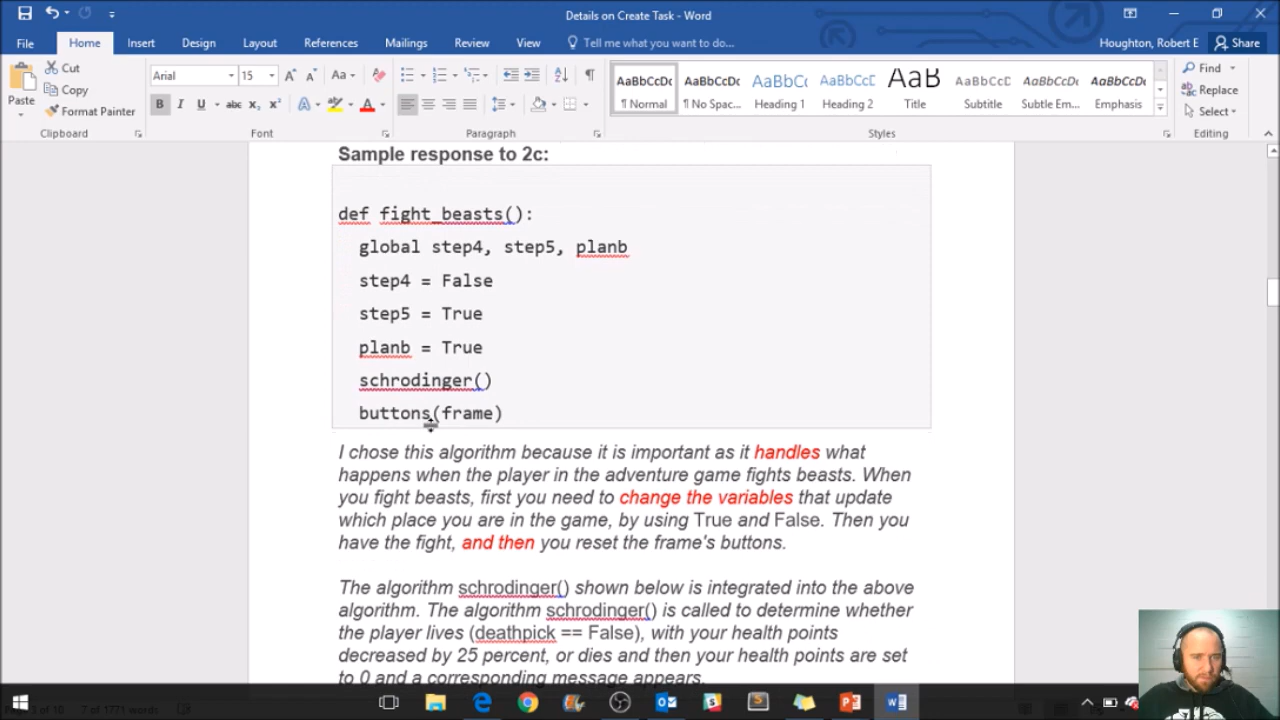 Details on Create Task - Word
File
Home
Insert
Design
Layout
References
Mailings
Review
View
Tell me what you want to do...
Houghton, Robert E
Share
Paste
Cut
Copy
Format Painter
Clipboard
Arial
15
Font
Paragraph
AaBbCcDc
¶ Normal
AaBbCcDc
¶ No Spac...
AaBbCc
Heading 1
AaBbCcD
Heading 2
AaB
Title
AaBbCcD
Subtitle
AaBbCcDc
Subtle Em...
AaBbCcDc
Emphasis
Styles
Find
Replace
Select
Editing
Sample response to 2c:
def fight_beasts():
global step4, step5, planb
step4 = False
step5 = True
planb = True
schrodinger()
buttons(frame)
I chose this algorithm because it is important as it handles what
happens when the player in the adventure game fights beasts. When
you fight beasts, first you need to change the variables that update
which place you are in the game, by using True and False. Then you
have the fight, and then you reset the frame's buttons.
The algorithm schrodinger() shown below is integrated into the above
algorithm. The algorithm schrodinger() is called to determine whether
the player lives (deathpick == False), with your health points
decreased by 25 percent, or dies and then your health points are set
to 0 and a corresponding message appears.
7 of 1771 words